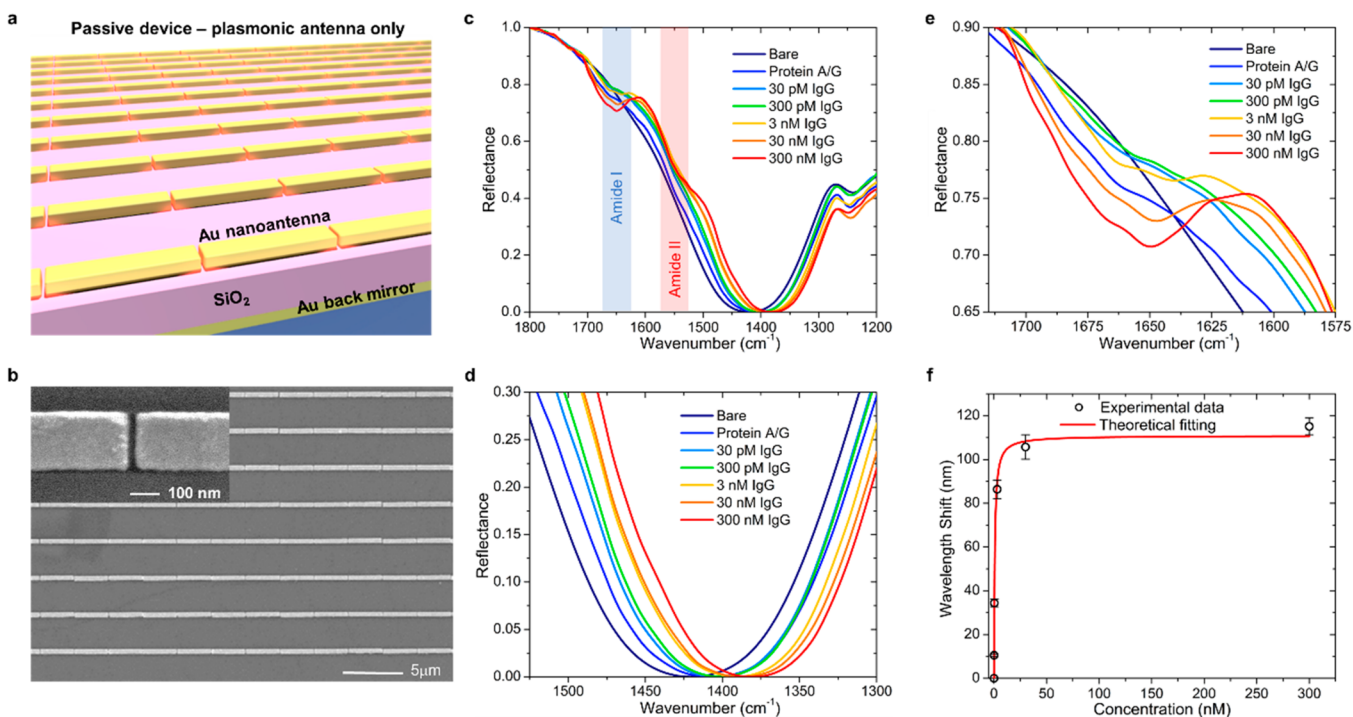 a
Passive device – plasmonic antenna only
Au nanoantenna
SiO₂
Au back mirror
b
100 nm
5μm
c
1.0
0.8
0.6
0.4
0.2
0.0
Reflectance
Amide I
Amide II
Bare
Protein A/G
30 pM IgG
300 pM IgG
3 nM IgG
30 nM IgG
300 nM IgG
1800 1700 1600 1500 1400 1300 1200
Wavenumber (cm⁻¹)
d
0.30
0.25
0.20
0.15
0.10
0.05
0.00
Reflectance
Bare
Protein A/G
30 pM IgG
300 pM IgG
3 nM IgG
30 nM IgG
300 nM IgG
1500 1450 1400 1350 1300
Wavenumber (cm⁻¹)
e
0.90
0.85
0.80
0.75
0.70
0.65
Reflectance
Bare
Protein A/G
30 pM IgG
300 pM IgG
3 nM IgG
30 nM IgG
300 nM IgG
1700 1675 1650 1625 1600 1575
Wavenumber (cm⁻¹)
f
120
100
80
60
40
20
0
Wavelength Shift (nm)
Experimental data
Theoretical fitting
0 50 100 150 200 250 300
Concentration (nM)